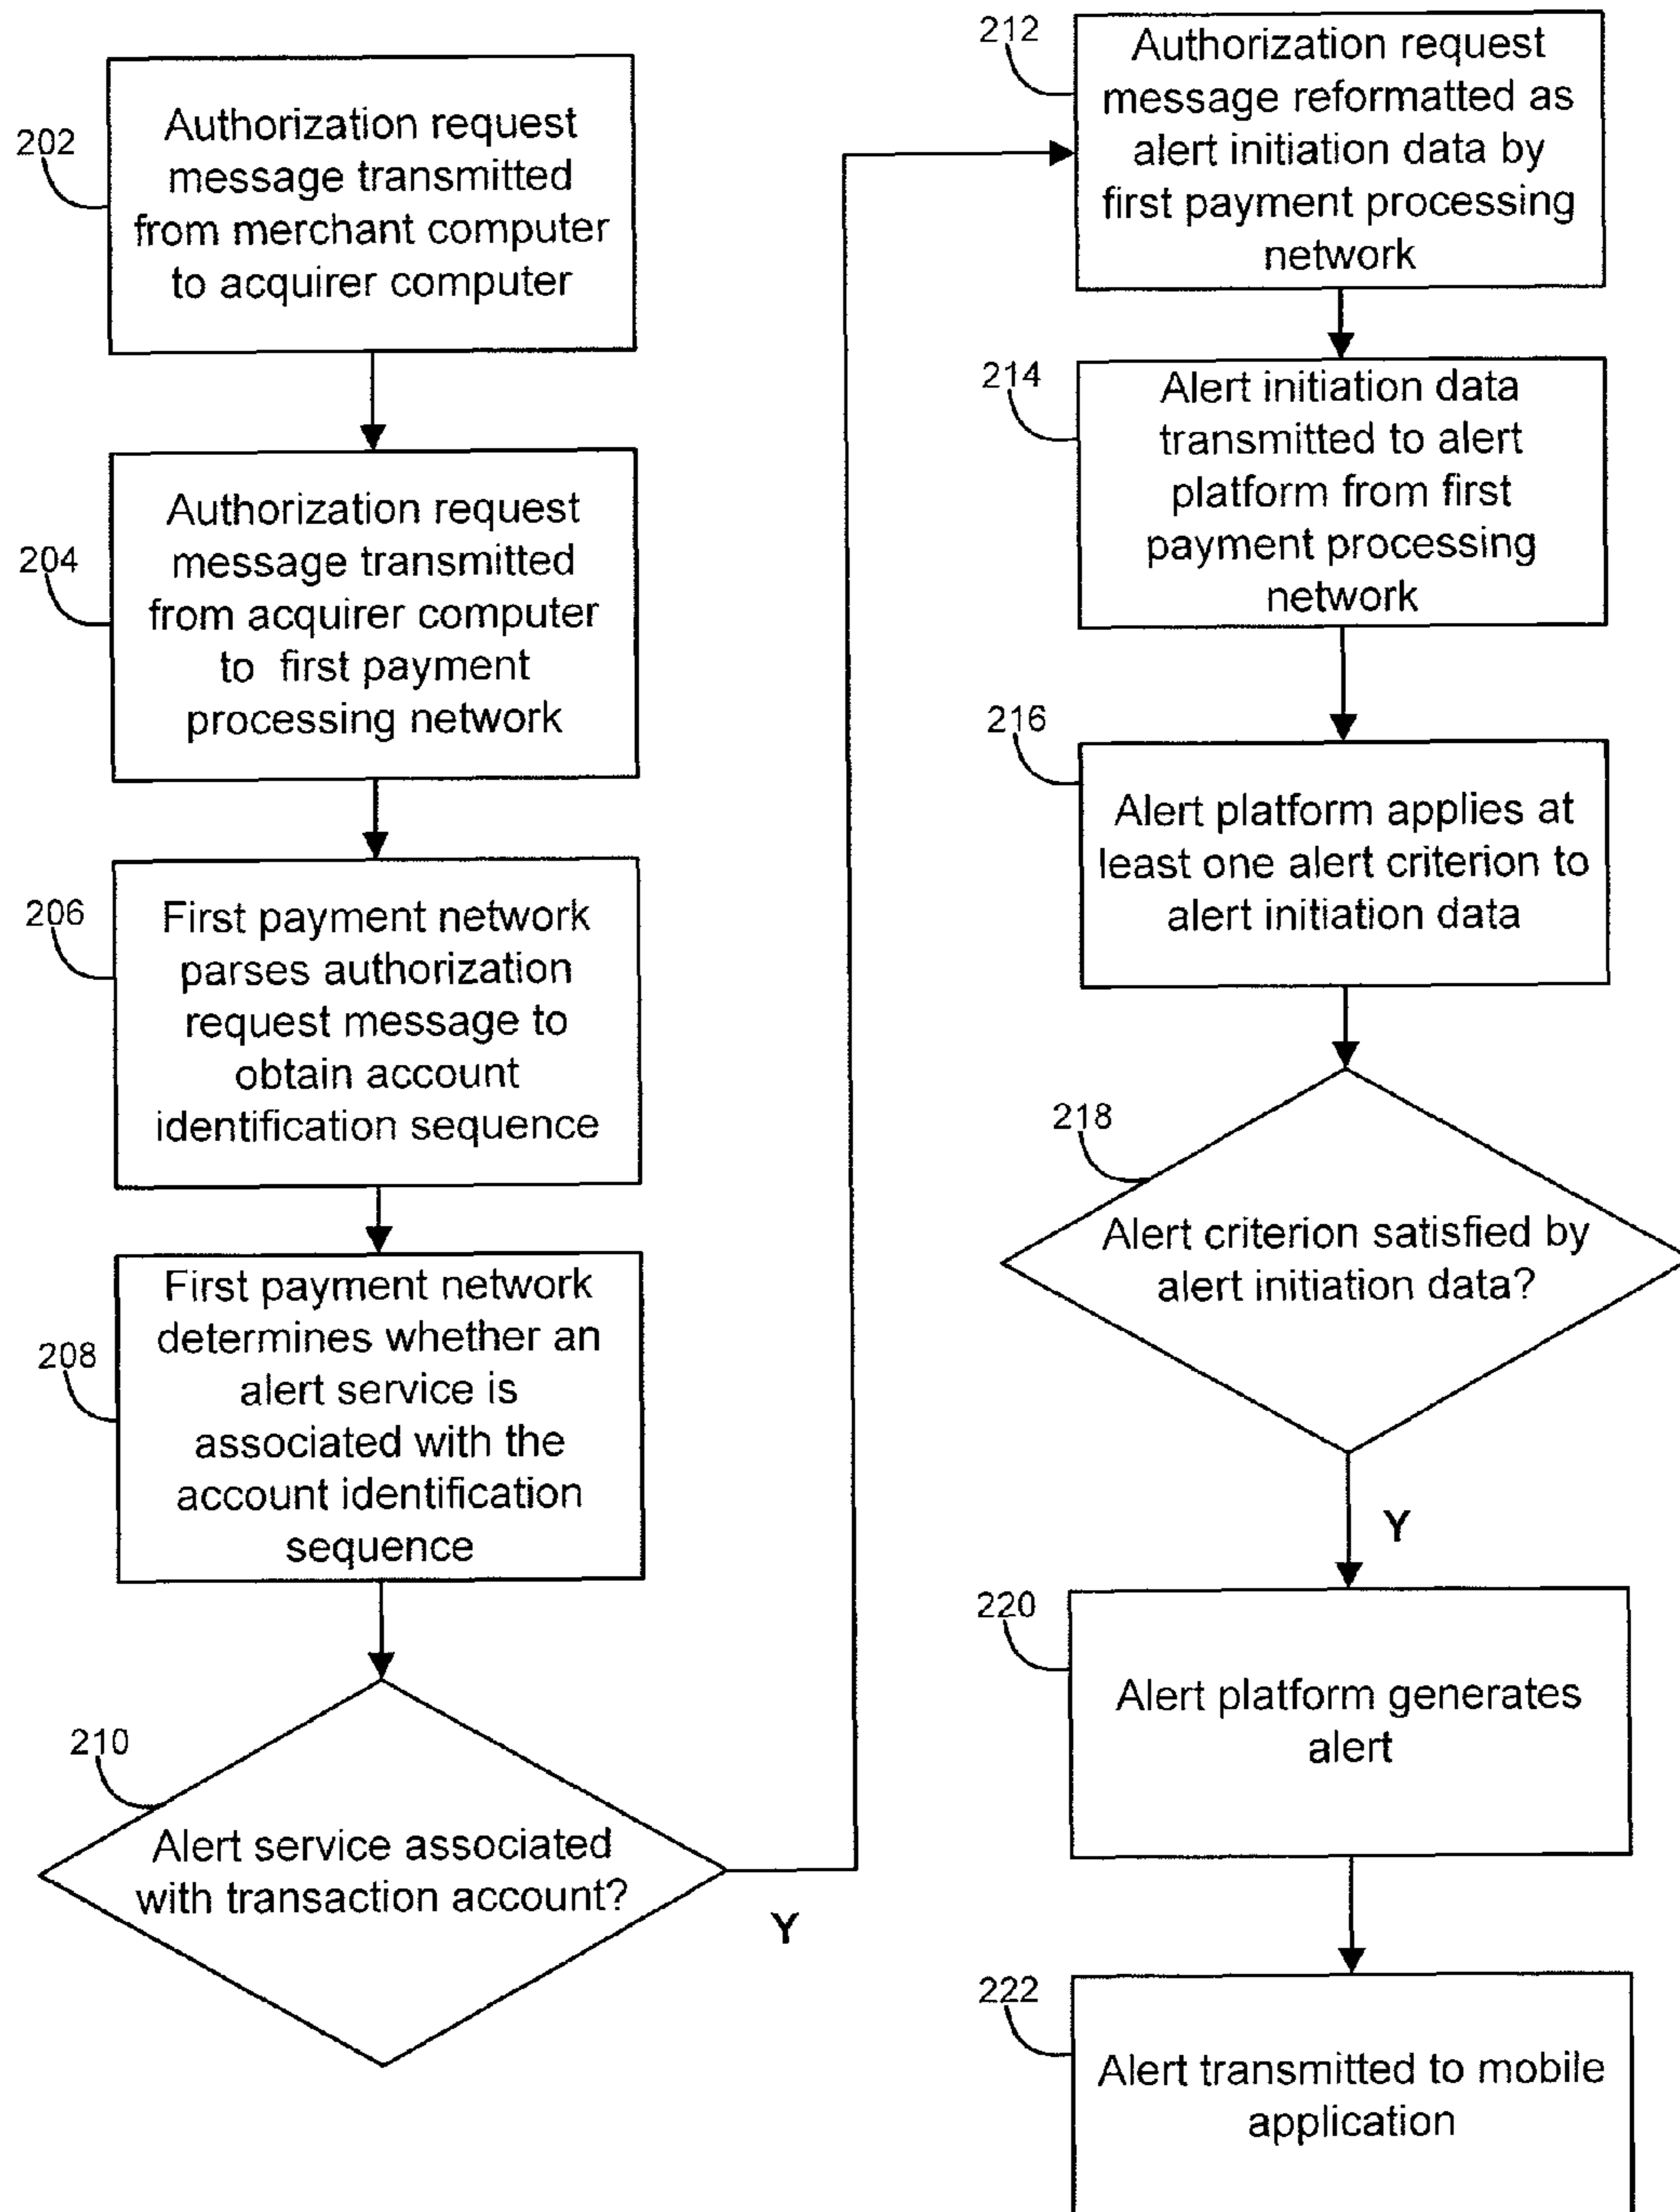 202
Authorization request
message transmitted
from merchant computer
to acquirer computer
204
Authorization request
message transmitted
from acquirer computer
to first payment
processing network
206
First payment network
parses authorization
request message to
obtain account
identification sequence
208
First payment network
determines whether an
alert service is
associated with the
account identification
sequence
210
Alert service associated
with transaction account?
Y
212
Authorization request
message reformatted as
alert initiation data by
first payment processing
network
214
Alert initiation data
transmitted to alert
platform from first
payment processing
network
216
Alert platform applies at
least one alert criterion to
alert initiation data
218
Alert criterion satisfied by
alert initiation data?
Y
220
Alert platform generates
alert
222
Alert transmitted to mobile
application